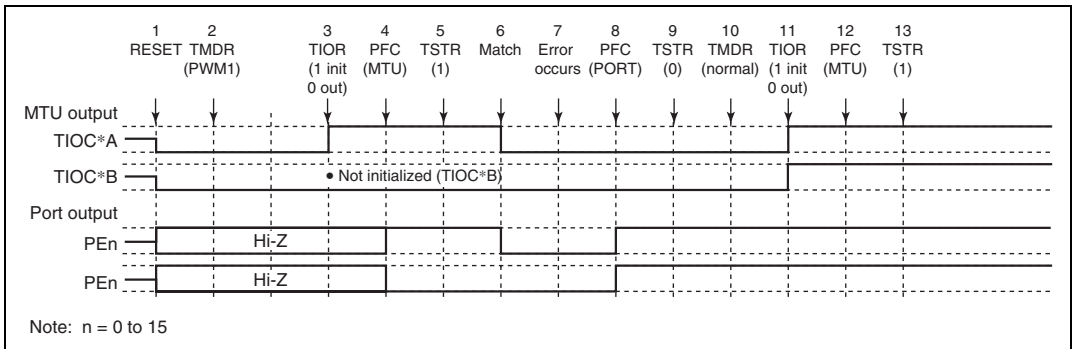 1 2 3 4 5 6 7 8 9 10 11 12 13
RESET TMDR TIOR PFC TSTR Match Error PFC TSTR TMDR TIOR PFC TSTR
(PWM1) (1 init (MTU) (1) occurs (PORT) (0) (normal) (1 init (MTU) (1)
0 out) 0 out)
MTU output
TIOC*A
TIOC*B • Not initialized (TIOC*B)
Port output
PEn Hi-Z
PEn Hi-Z
Note: n = 0 to 15